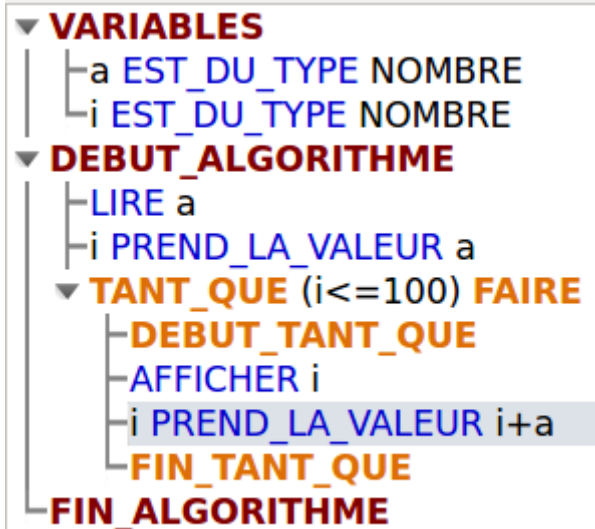 VARIABLES
a EST_DU_TYPE NOMBRE
i EST_DU_TYPE NOMBRE
DEBUT_ALGORITHME
LIRE a
i PREND_LA_VALEUR a
TANT_QUE (i<=100) FAIRE
DEBUT_TANT_QUE
AFFICHER i
i PREND_LA_VALEUR i+a
FIN_TANT_QUE
FIN_ALGORITHME